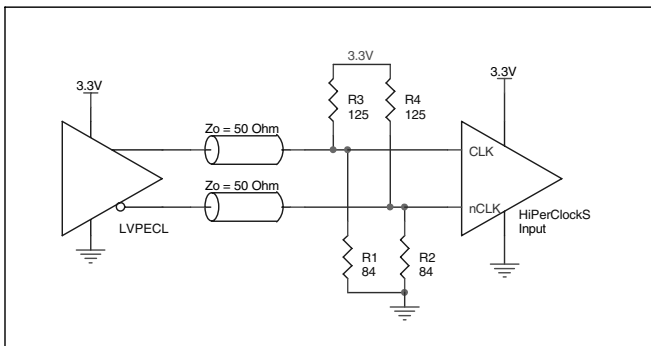 3.3V
3.3V
3.3V
R3
125
R4
125
Zo = 50 Ohm
CLK
Zo = 50 Ohm
nCLK
LVPECL
HiPerClockS
Input
R1
84
R2
84